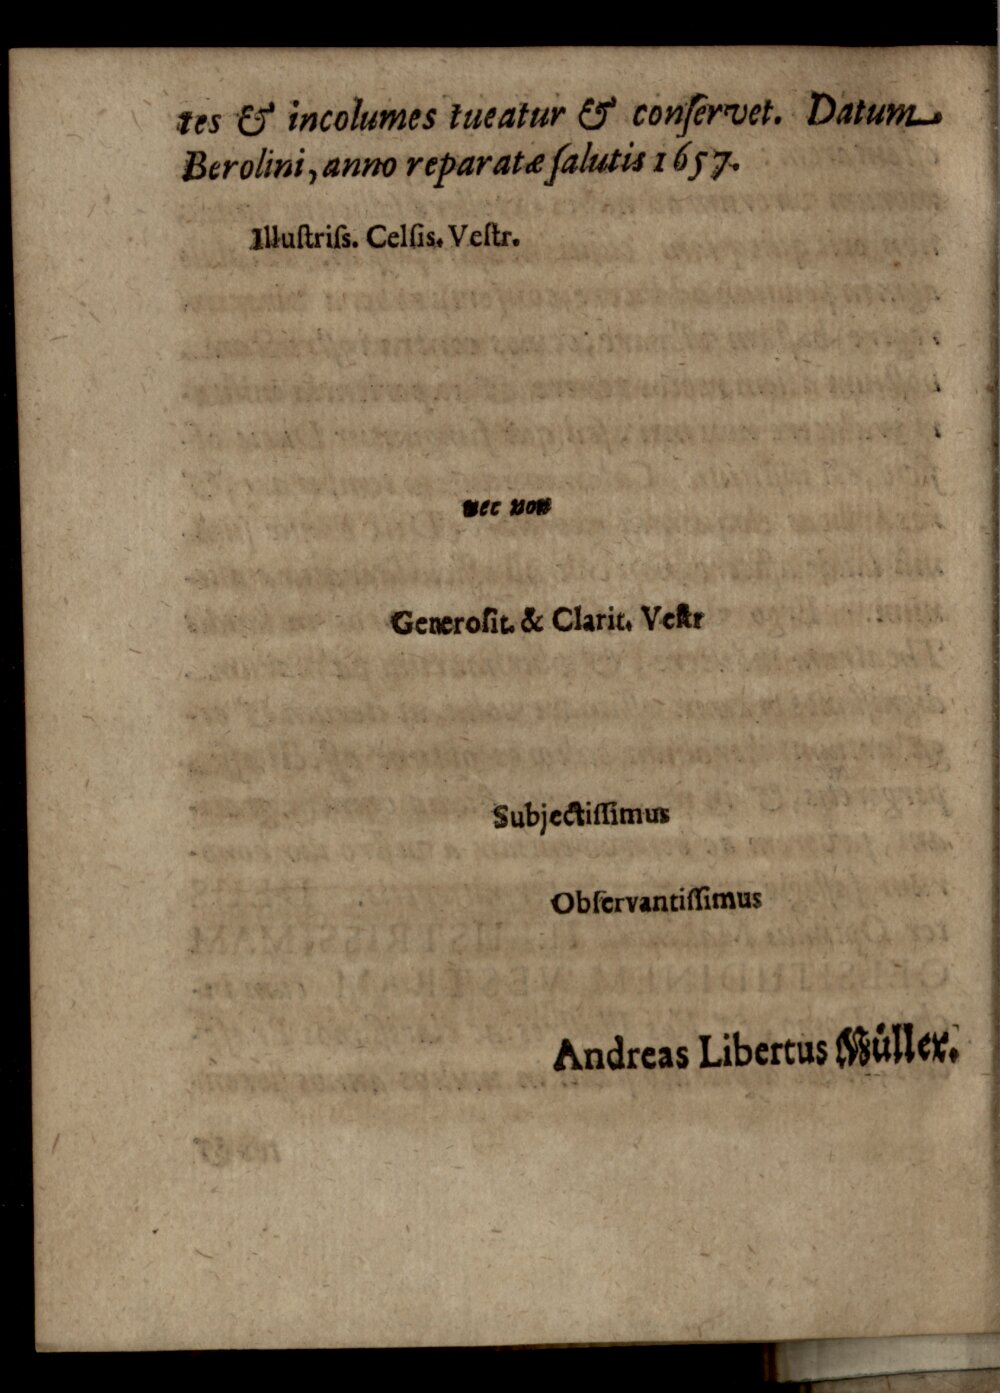 tes & incolumes tueatur & conſervet. Datum
Berolini, anno reparatæ ſalutis 1657.
Illuſtriſs. Celſis. Veſtr.
nec non
Generoſit. & Clarit. Veſtr
Subjectiſſimus
Obſervantiſſimus
Andreas Libertus Müller.